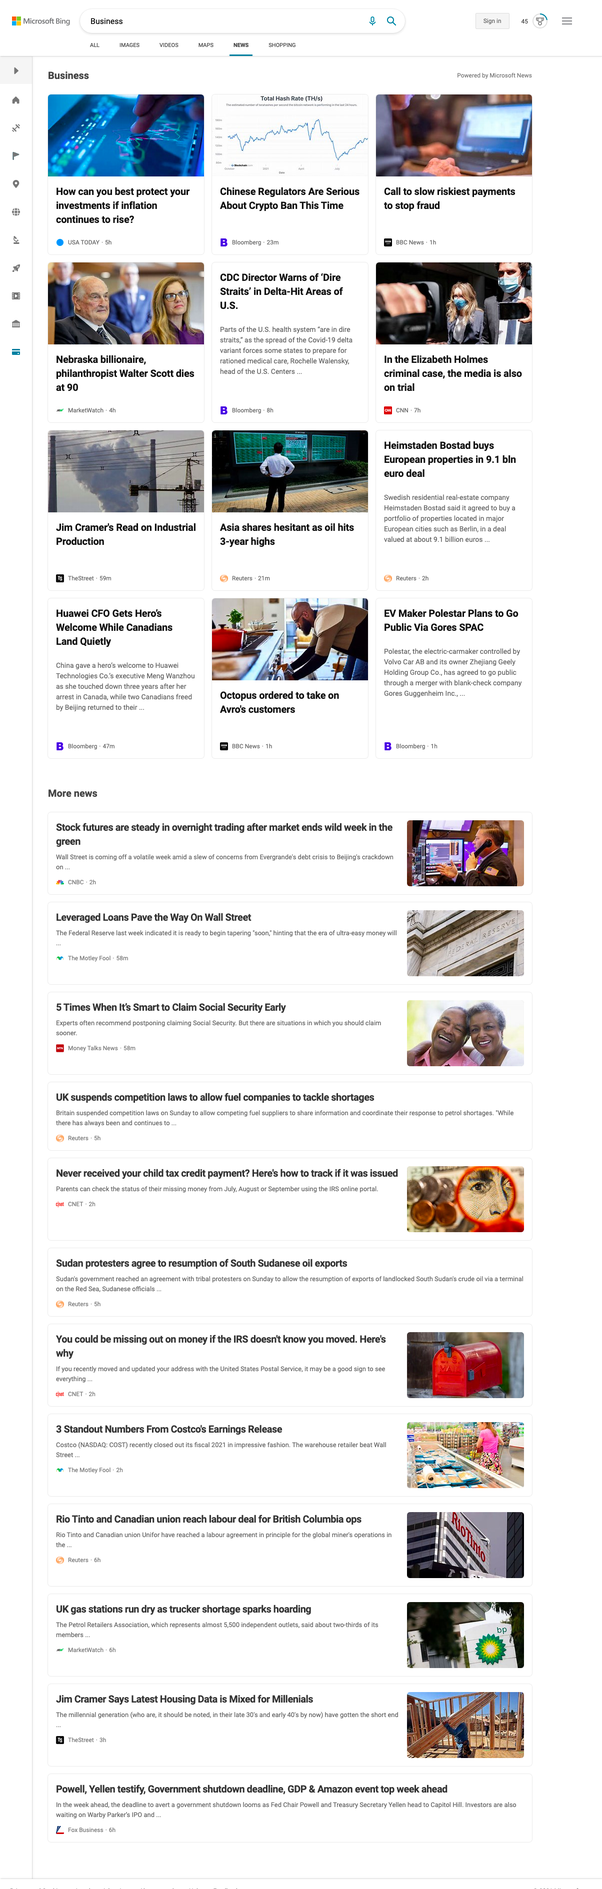 Microsoft Bing
Business
Sign in
45
ALL
IMAGES
VIDEOS
MAPS
NEWS
SHOPPING
Business
Powered by Microsoft News
How can you best protect your
investments if inflation
continues to rise?
USA TODAY · 5h
Total Hash Rate (TH/s)
Chinese Regulators Are Serious
About Crypto Ban This Time
Bloomberg · 23m
Call to slow riskiest payments
to stop fraud
BBC News · 1h
Nebraska billionaire,
philanthropist Walter Scott dies
at 90
MarketWatch · 4h
CDC Director Warns of ‘Dire
Straits’ in Delta-Hit Areas of
U.S.
Parts of the U.S. health system “are in dire
straits,” as the spread of the Covid-19 delta
variant forces some states to prepare for
rationed medical care, Rochelle Walensky,
head of the U.S. Centers ...
Bloomberg · 8h
In the Elizabeth Holmes
criminal case, the media is also
on trial
CNN · 7h
Jim Cramer's Read on Industrial
Production
TheStreet · 59m
Asia shares hesitant as oil hits
3-year highs
Reuters · 21m
Heimstaden Bostad buys
European properties in 9.1 bln
euro deal
Swedish residential real-estate company
Heimstaden Bostad said it agreed to buy a
portfolio of properties located in major
European cities such as Berlin, in a deal
valued at about 9.1 billion euros ...
Reuters · 2h
Huawei CFO Gets Hero’s
Welcome While Canadians
Land Quietly
China gave a hero’s welcome to Huawei
Technologies Co.’s executive Meng Wanzhou
as she touched down three years after her
arrest in Canada, while two Canadians freed
by Beijing returned to their ...
Bloomberg · 47m
Octopus ordered to take on
Avro's customers
BBC News · 1h
EV Maker Polestar Plans to Go
Public Via Gores SPAC
Polestar, the electric-carmaker controlled by
Volvo Car AB and its owner Zhejiang Geely
Holding Group Co., has agreed to go public
through a merger with blank-check company
Gores Guggenheim Inc., ...
Bloomberg · 1h
More news
Stock futures are steady in overnight trading after market ends wild week in the
green
Wall Street is coming off a volatile week amid a slew of concerns from Evergrande's debt crisis to Beijing's crackdown
on ...
CNBC · 2h
Leveraged Loans Pave the Way On Wall Street
The Federal Reserve last week indicated it is ready to begin tapering "soon," hinting that the era of ultra-easy money will
...
The Motley Fool · 58m
5 Times When It’s Smart to Claim Social Security Early
Experts often recommend postponing claiming Social Security. But there are situations in which you should claim
sooner.
Money Talks News · 58m
UK suspends competition laws to allow fuel companies to tackle shortages
Britain suspended competition laws on Sunday to allow competing fuel suppliers to share information and coordinate their response to petrol shortages. "While
there has always been and continues to ...
Reuters · 5h
Never received your child tax credit payment? Here's how to track if it was issued
Parents can check the status of their missing money from July, August or September using the IRS online portal.
CNET · 2h
Sudan protesters agree to resumption of South Sudanese oil exports
Sudan's government reached an agreement with tribal protesters on Sunday to allow the resumption of exports of landlocked South Sudan's crude oil via a terminal
on the Red Sea, Sudanese officials ...
Reuters · 5h
You could be missing out on money if the IRS doesn't know you moved. Here's
why
If you recently moved and updated your address with the United States Postal Service, it may be a good sign to see
everything ...
CNET · 2h
3 Standout Numbers From Costco's Earnings Release
Costco (NASDAQ: COST) recently closed out its fiscal 2021 in impressive fashion. The warehouse retailer beat Wall
Street ...
The Motley Fool · 2h
Rio Tinto and Canadian union reach labour deal for British Columbia ops
Rio Tinto and Canadian union Unifor have reached a labour agreement in principle for the global miner's operations in
the ...
Reuters · 6h
RioTinto
UK gas stations run dry as trucker shortage sparks hoarding
The Petrol Retailers Association, which represents almost 5,500 independent outlets, said about two-thirds of its
members ...
MarketWatch · 6h
bp
Jim Cramer Says Latest Housing Data is Mixed for Millenials
The millennial generation (who are, it should be noted, in their late 30's and early 40's by now) have gotten the short end
...
TheStreet · 3h
Powell, Yellen testify, Government shutdown deadline, GDP & Amazon event top week ahead
In the week ahead, the deadline to avert a government shutdown looms as Fed Chair Powell and Treasury Secretary Yellen head to Capitol Hill. Investors are also
waiting on Warby Parker's IPO and ...
Fox Business · 6h